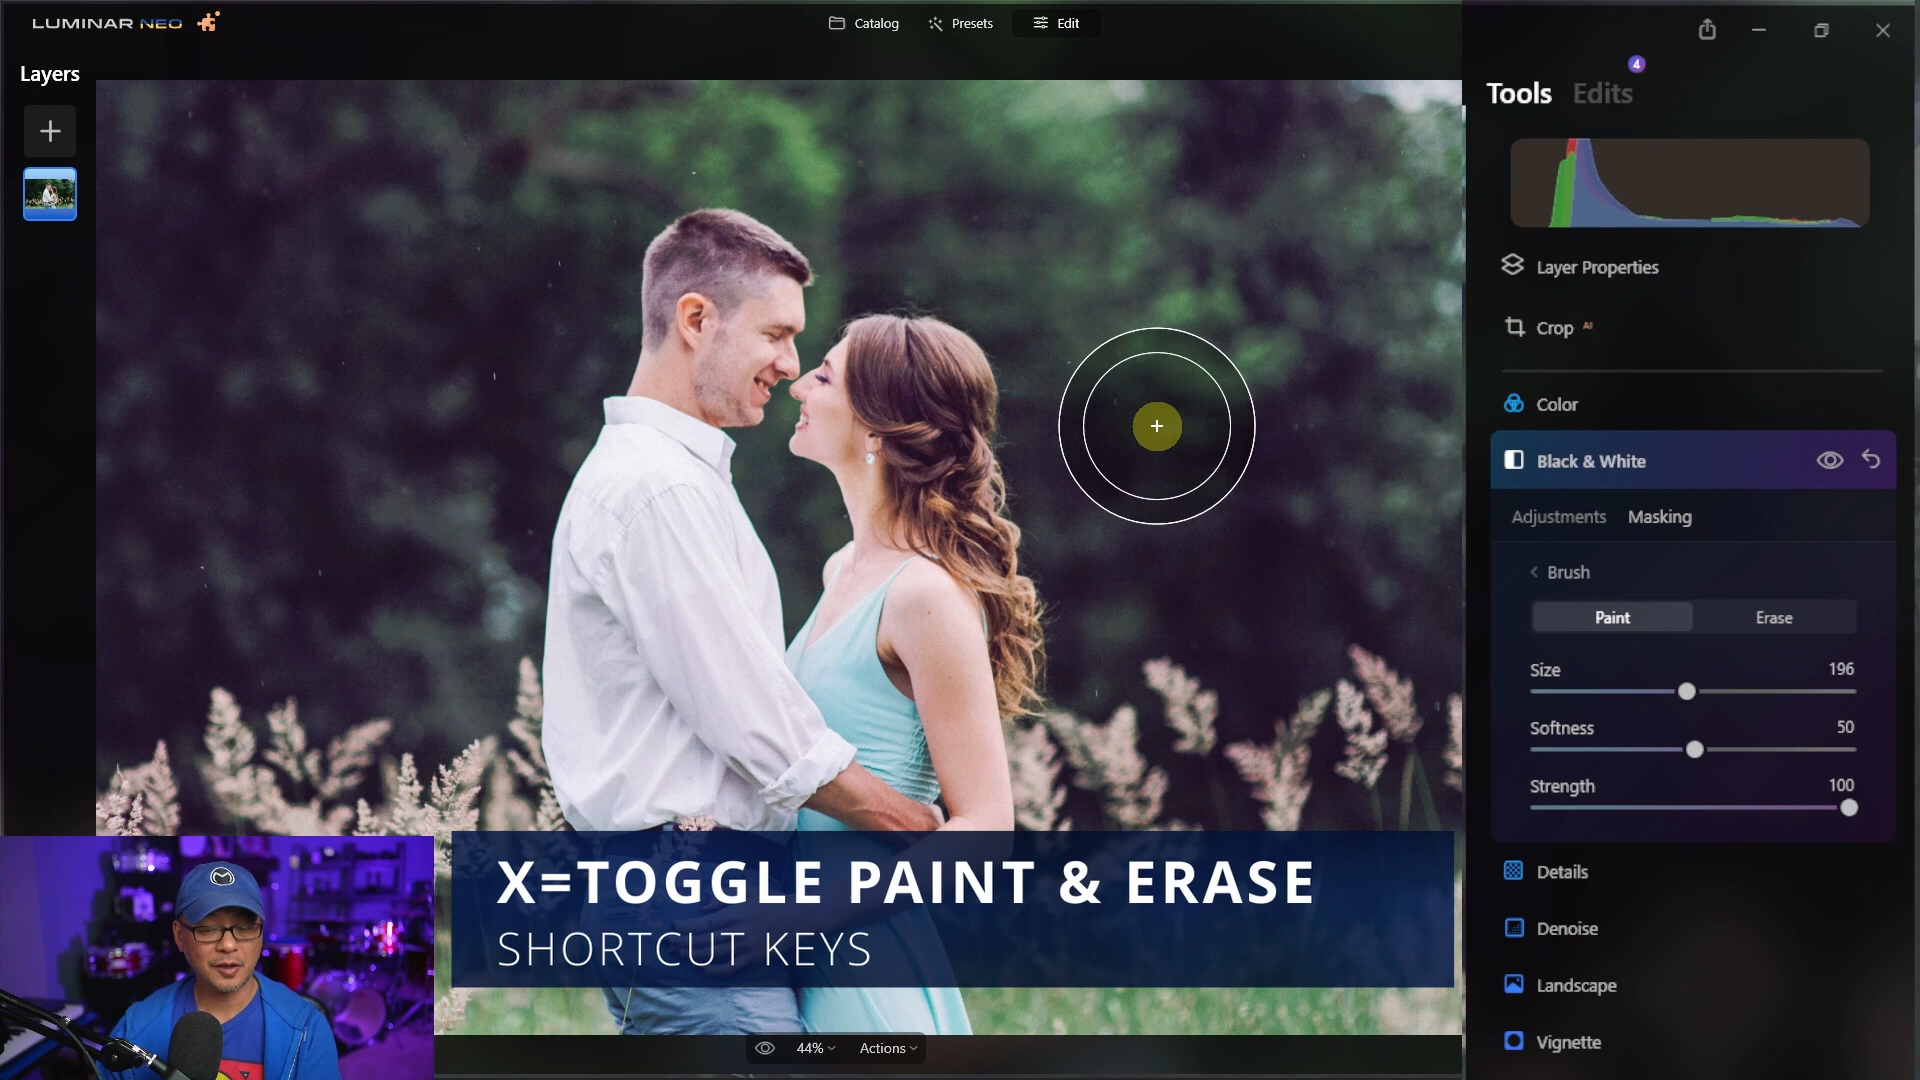 LUMINAR NEO
Catalog
Presets
Edit
Layers
4
Tools Edits
Layer Properties
Crop AI
Color
Black & White
Adjustments Masking
Brush
Paint Erase
Size 196
Softness 50
Strength 100
Details
Denoise
Landscape
Vignette
X=TOGGLE PAINT & ERASE
SHORTCUT KEYS
44% Actions